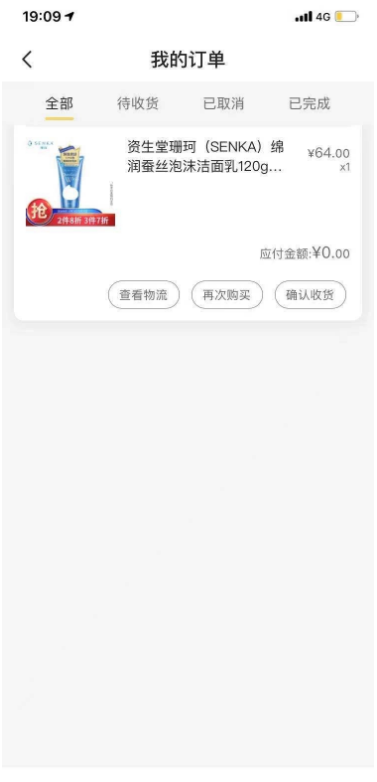 19:09
4G
我的订单
全部
待收货
已取消
已完成
SENKA
资生堂珊珂（SENKA）绵
润蚕丝泡沫洁面乳120g...
¥64.00
x1
抢
2件8折 3件7折
应付金额:¥0.00
查看物流
再次购买
确认收货